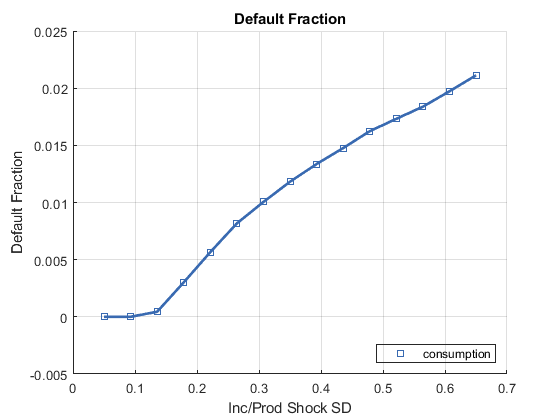 Default Fraction
0.025
0.02
0.015
0.01
0.005
0
-0.005
Default Fraction
consumption
0 0.1 0.2 0.3 0.4 0.5 0.6 0.7
Inc/Prod Shock SD